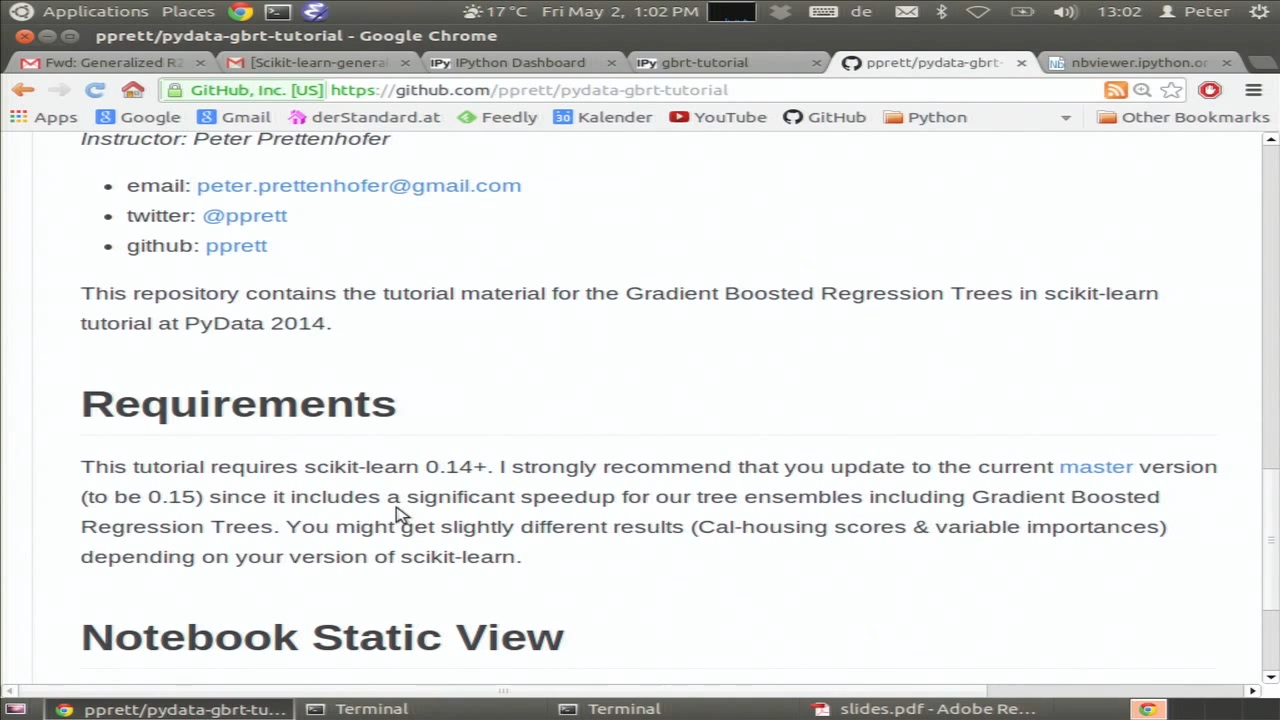 Applications Places 17 °C Fri May 2, 1:02 PM de 13:02 Peter
pprett/pydata-gbrt-tutorial - Google Chrome
Fwd: Generalized R2 [Scikit-learn-genera IPy IPython Dashboard IPy gbrt-tutorial pprett/pydata-gbrt- nbviewer.ipython.or
GitHub, Inc. [US] https://github.com/pprett/pydata-gbrt-tutorial
Apps Google Gmail derStandard.at Feedly 30 Kalender YouTube GitHub Python Other Bookmarks
Instructor: Peter Prettenhofer
• email: peter.prettenhofer@gmail.com
• twitter: @pprett
• github: pprett
This repository contains the tutorial material for the Gradient Boosted Regression Trees in scikit-learn
tutorial at PyData 2014.
Requirements
This tutorial requires scikit-learn 0.14+. I strongly recommend that you update to the current master version
(to be 0.15) since it includes a significant speedup for our tree ensembles including Gradient Boosted
Regression Trees. You might get slightly different results (Cal-housing scores & variable importances)
depending on your version of scikit-learn.
Notebook Static View
pprett/pydata-gbrt-tu... Terminal Terminal slides.pdf - Adobe Re...